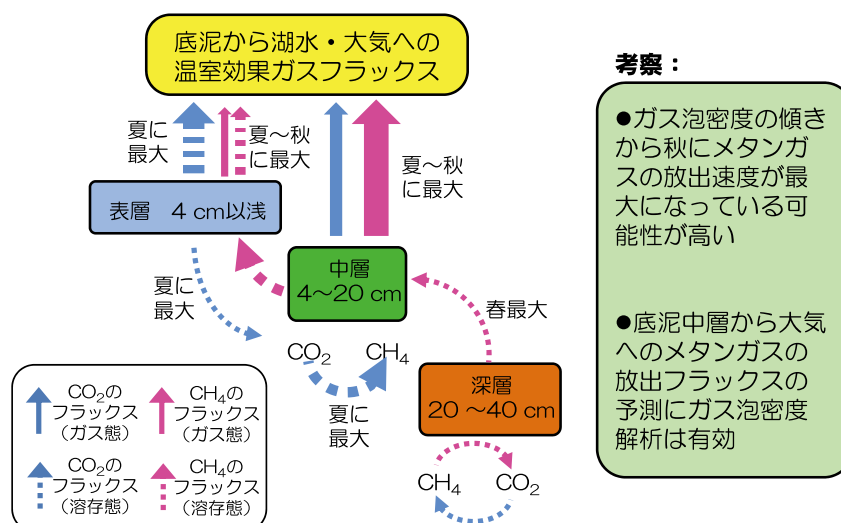 底泥から湖水・大気への
温室効果ガスフラックス
夏に
最大
夏～秋
に最大
夏～秋
に最大
表層 4 cm以浅
中層
4～20 cm
夏に
最大
春最大
CO₂
CH₄
夏に
最大
深層
20 ～40 cm
CH₄
CO₂
CO₂の
フラックス
（ガス態）
CH₄の
フラックス
（ガス態）
CO₂の
フラックス
（溶存態）
CH₄の
フラックス
（溶存態）
考察：
●ガス泡密度の傾き
から秋にメタンガ
スの放出速度が最
大になっている可
能性が高い
●底泥中層から大気
へのメタンガスの
放出フラックスの
予測にガス泡密度
解析は有効